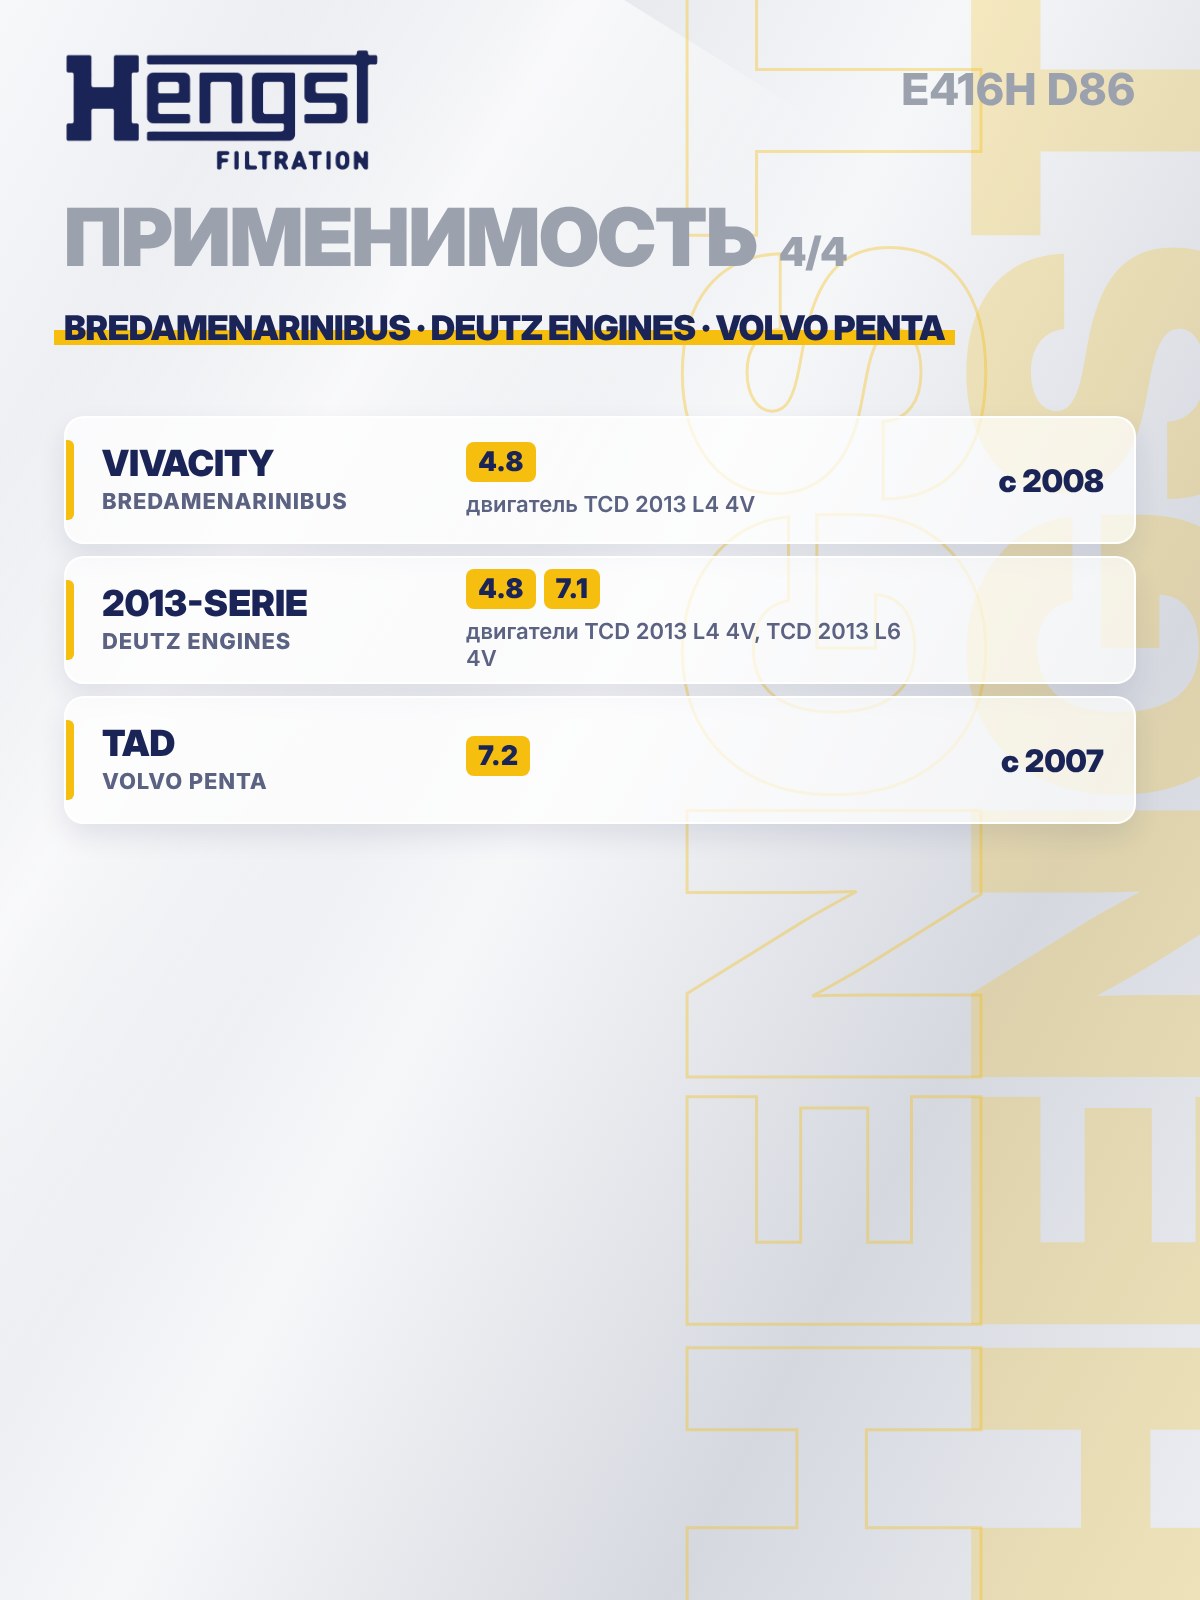 Hengst
FILTRATION
E416H D86
ПРИМЕНИМОСТЬ 4/4
BREDAMENARINIBUS · DEUTZ ENGINES · VOLVO PENTA
VIVACITY
BREDAMENARINIBUS
4.8
двигатель TCD 2013 L4 4V
с 2008
2013-SERIE
DEUTZ ENGINES
4.8 7.1
двигатели TCD 2013 L4 4V, TCD 2013 L6
4V
TAD
VOLVO PENTA
7.2
с 2007
HENGST
HENGST